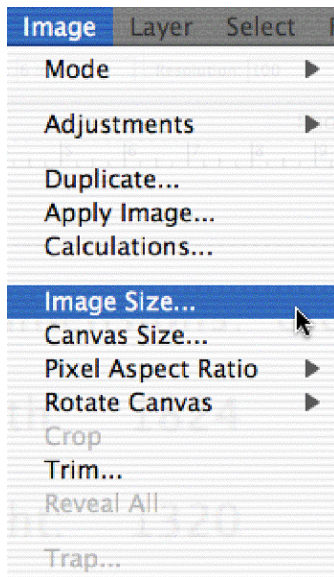 Image Layer Select
Mode
Adjustments
Duplicate...
Apply Image...
Calculations...
Image Size...
Canvas Size...
Pixel Aspect Ratio
Rotate Canvas
Crop
Trim...
Reveal All
Trap...